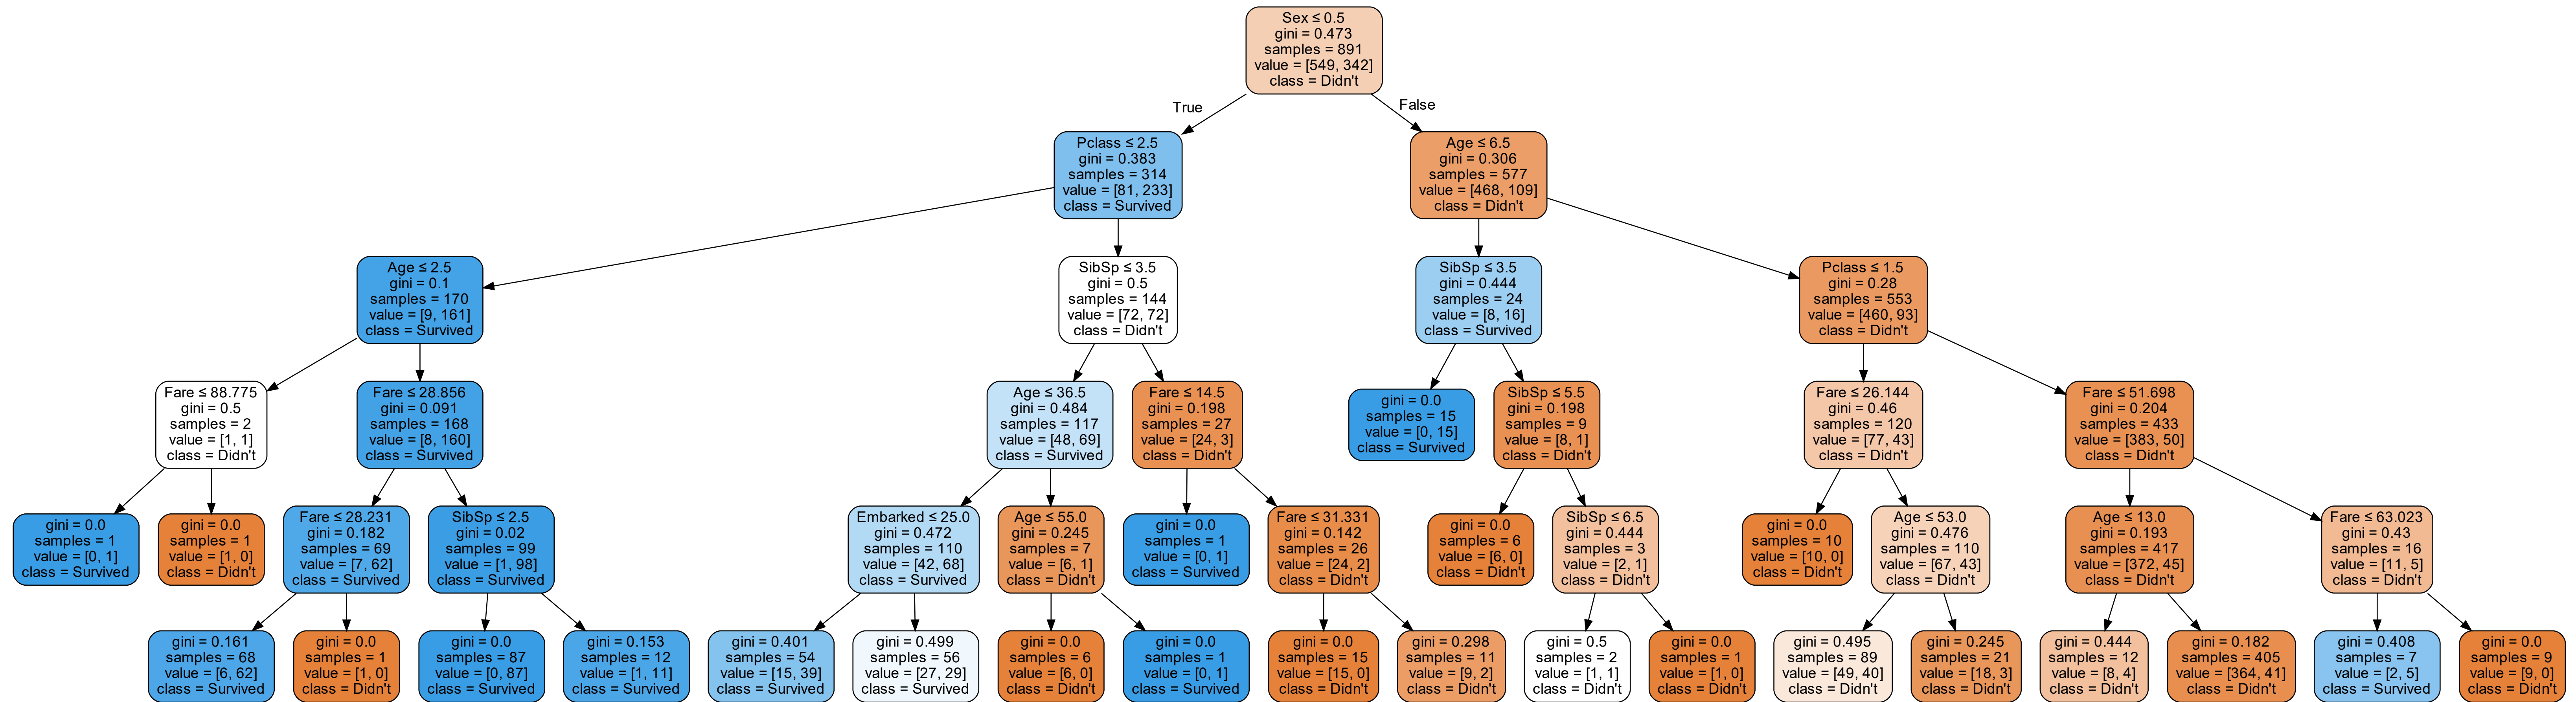 Sex ≤ 0.5
gini = 0.473
samples = 891
value = [549, 342]
class = Didn't
True
False
Pclass ≤ 2.5
gini = 0.383
samples = 314
value = [81, 233]
class = Survived
Age ≤ 6.5
gini = 0.306
samples = 577
value = [468, 109]
class = Didn't
Age ≤ 2.5
gini = 0.1
samples = 170
value = [9, 161]
class = Survived
SibSp ≤ 3.5
gini = 0.5
samples = 144
value = [72, 72]
class = Didn't
SibSp ≤ 3.5
gini = 0.444
samples = 24
value = [8, 16]
class = Survived
Pclass ≤ 1.5
gini = 0.28
samples = 553
value = [460, 93]
class = Didn't
Fare ≤ 88.775
gini = 0.5
samples = 2
value = [1, 1]
class = Didn't
Fare ≤ 28.856
gini = 0.091
samples = 168
value = [8, 160]
class = Survived
Age ≤ 36.5
gini = 0.484
samples = 117
value = [48, 69]
class = Survived
Fare ≤ 14.5
gini = 0.198
samples = 27
value = [24, 3]
class = Didn't
gini = 0.0
samples = 15
value = [0, 15]
class = Survived
SibSp ≤ 5.5
gini = 0.198
samples = 9
value = [8, 1]
class = Didn't
Fare ≤ 26.144
gini = 0.46
samples = 120
value = [77, 43]
class = Didn't
Fare ≤ 51.698
gini = 0.204
samples = 433
value = [383, 50]
class = Didn't
gini = 0.0
samples = 1
value = [0, 1]
class = Survived
gini = 0.0
samples = 1
value = [1, 0]
class = Didn't
Fare ≤ 28.231
gini = 0.182
samples = 69
value = [7, 62]
class = Survived
SibSp ≤ 2.5
gini = 0.02
samples = 99
value = [1, 98]
class = Survived
Embarked ≤ 25.0
gini = 0.472
samples = 110
value = [42, 68]
class = Survived
Age ≤ 55.0
gini = 0.245
samples = 7
value = [6, 1]
class = Didn't
gini = 0.0
samples = 1
value = [0, 1]
class = Survived
Fare ≤ 31.331
gini = 0.142
samples = 26
value = [24, 2]
class = Didn't
gini = 0.0
samples = 6
value = [6, 0]
class = Didn't
SibSp ≤ 6.5
gini = 0.444
samples = 3
value = [2, 1]
class = Didn't
gini = 0.0
samples = 10
value = [10, 0]
class = Didn't
Age ≤ 53.0
gini = 0.476
samples = 110
value = [67, 43]
class = Didn't
Age ≤ 13.0
gini = 0.193
samples = 417
value = [372, 45]
class = Didn't
Fare ≤ 63.023
gini = 0.43
samples = 16
value = [11, 5]
class = Didn't
gini = 0.161
samples = 68
value = [6, 62]
class = Survived
gini = 0.0
samples = 1
value = [1, 0]
class = Didn't
gini = 0.0
samples = 87
value = [0, 87]
class = Survived
gini = 0.153
samples = 12
value = [1, 11]
class = Survived
gini = 0.401
samples = 54
value = [15, 39]
class = Survived
gini = 0.499
samples = 56
value = [27, 29]
class = Survived
gini = 0.0
samples = 6
value = [6, 0]
class = Didn't
gini = 0.0
samples = 1
value = [0, 1]
class = Survived
gini = 0.0
samples = 15
value = [15, 0]
class = Didn't
gini = 0.298
samples = 11
value = [9, 2]
class = Didn't
gini = 0.5
samples = 2
value = [1, 1]
class = Didn't
gini = 0.0
samples = 1
value = [1, 0]
class = Didn't
gini = 0.495
samples = 89
value = [49, 40]
class = Didn't
gini = 0.245
samples = 21
value = [18, 3]
class = Didn't
gini = 0.444
samples = 12
value = [8, 4]
class = Didn't
gini = 0.182
samples = 405
value = [364, 41]
class = Didn't
gini = 0.408
samples = 7
value = [2, 5]
class = Survived
gini = 0.0
samples = 9
value = [9, 0]
class = Didn't